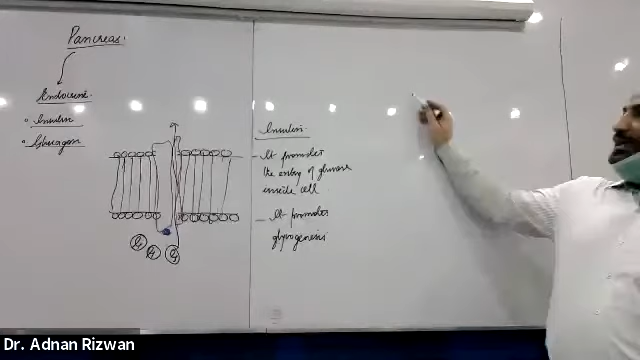 Pancreas.
Endocrine.
• Insulin
• Glucagon
Insulin.
- It promotes
the entry of glucose
inside cell.
- It promotes
glycogenesis
G G G
Dr. Adnan Rizwan